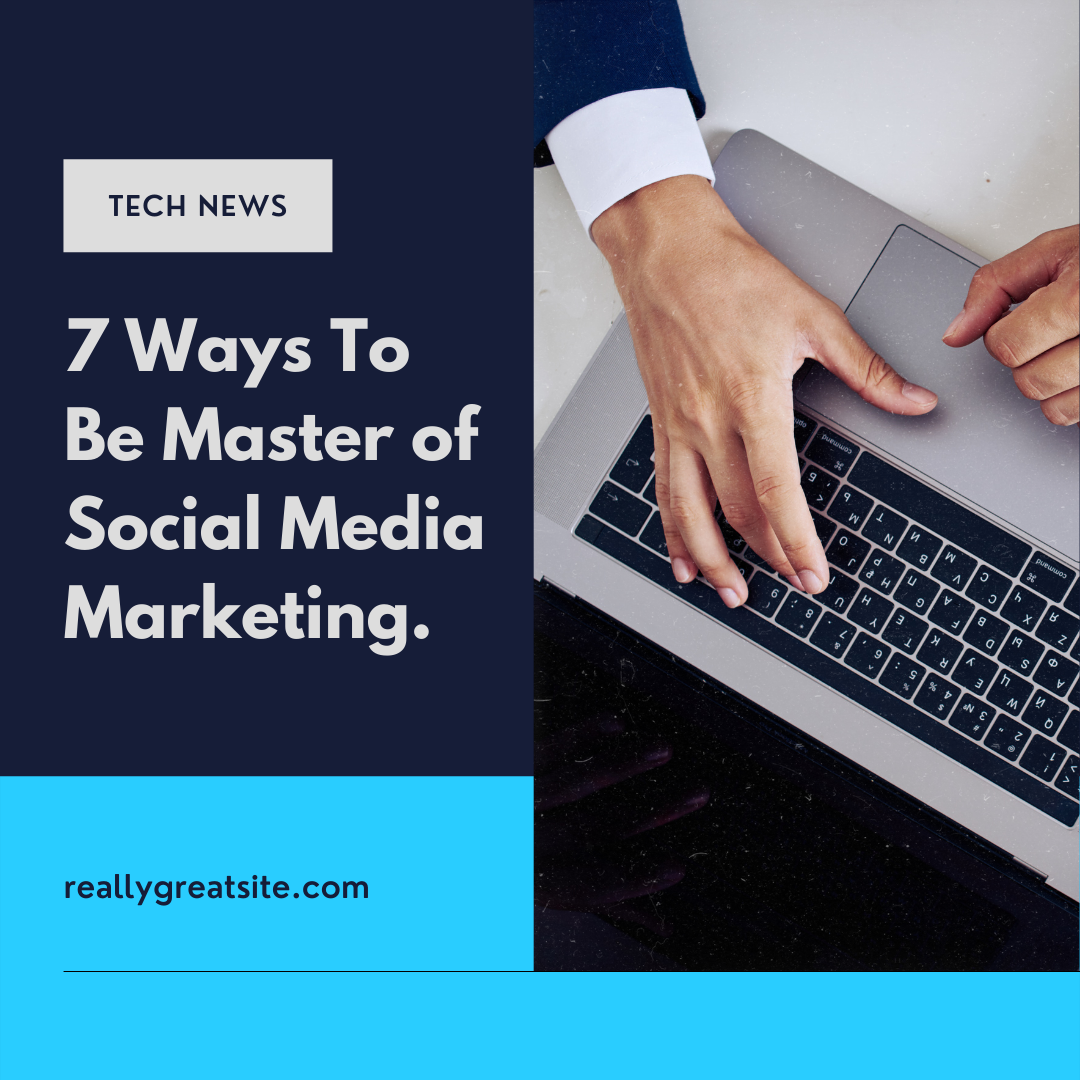 TECH NEWS
7 Ways To
Be Master of
Social Media
Marketing.
reallygreatsite.com